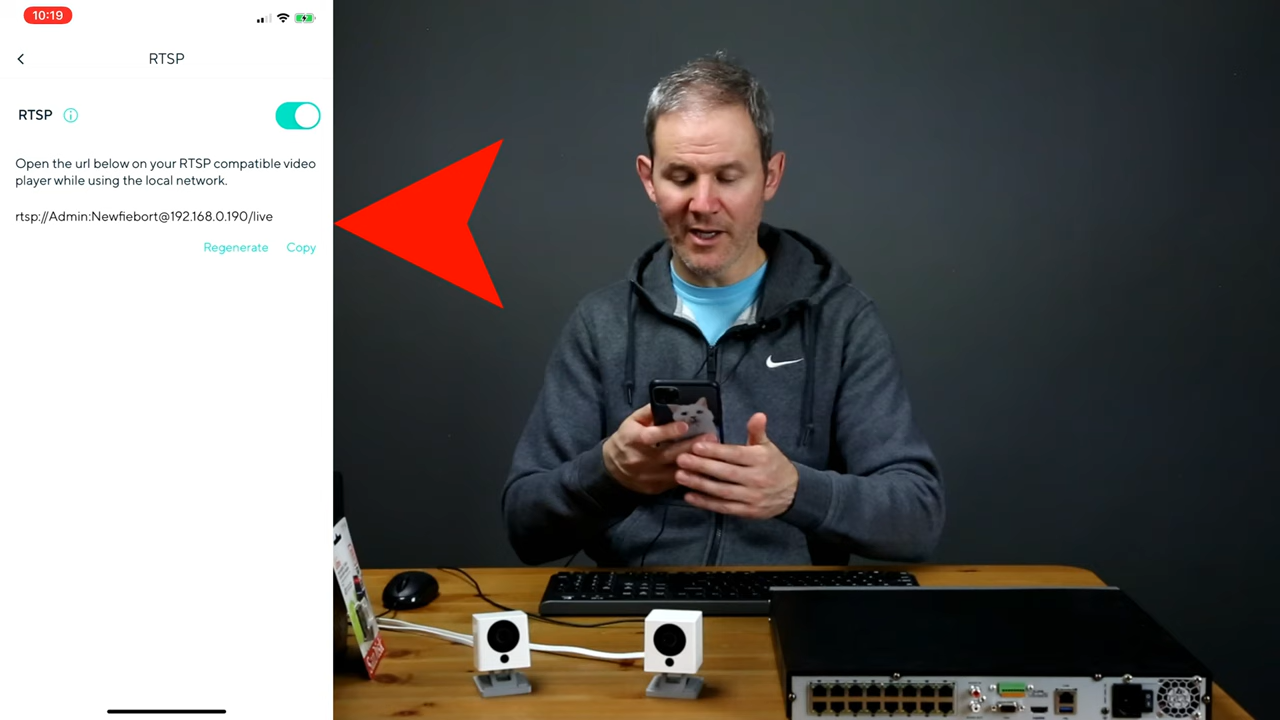 10:19
RTSP
RTSP
Open the url below on your RTSP compatible video
player while using the local network.
rtsp://Admin:Newfiebort@192.168.0.190/live
Regenerate Copy
SanDisk